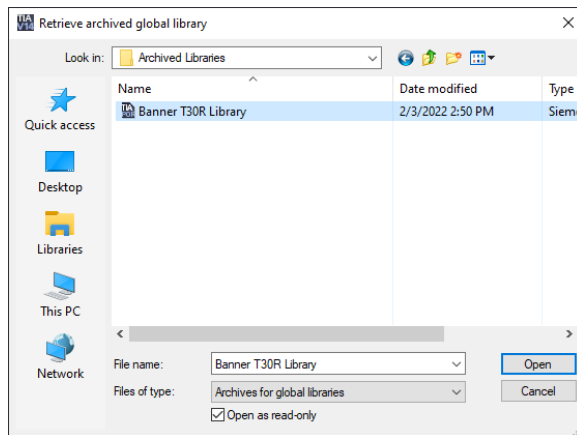 Retrieve archived global library
Look in: Archived Libraries
Name Date modified Type
Banner T30R Library 2/3/2022 2:50 PM Siem
Quick access
Desktop
Libraries
This PC
Network
File name: Banner T30R Library Open
Files of type: Archives for global libraries Cancel
Open as read-only